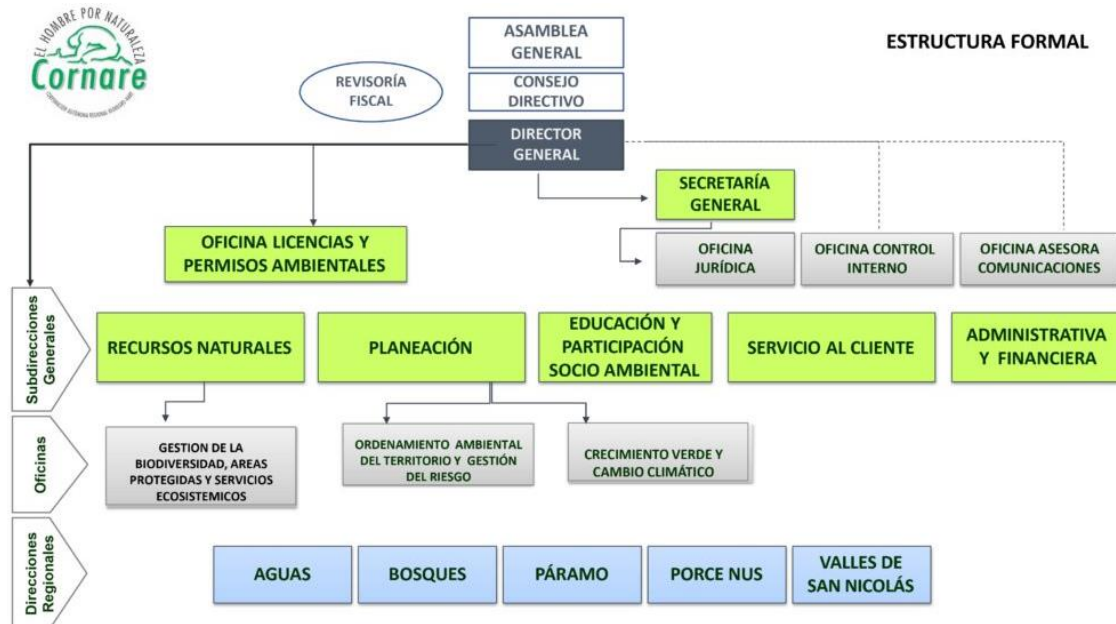 EL HOMBRE POR NATURALEZA
Cornare
ESTRUCTURA FORMAL
ASAMBLEA
GENERAL
REVISORÍA
FISCAL
CONSEJO
DIRECTIVO
DIRECTOR
GENERAL
SECRETARÍA
GENERAL
OFICINA LICENCIAS Y
PERMISOS AMBIENTALES
OFICINA
JURÍDICA
OFICINA CONTROL
INTERNO
OFICINA ASESORA
COMUNICACIONES
Subdirecciones
Generales
RECURSOS NATURALES
PLANEACIÓN
EDUCACIÓN Y
PARTICIPACIÓN
SOCIO AMBIENTAL
SERVICIO AL CLIENTE
ADMINISTRATIVA
Y FINANCIERA
Oficinas
GESTION DE LA
BIODIVERSIDAD, AREAS
PROTEGIDAS Y SERVICIOS
ECOSISTEMICOS
ORDENAMIENTO AMBIENTAL
DEL TERRITORIO Y GESTIÓN
DEL RIESGO
CRECIMIENTO VERDE Y
CAMBIO CLIMÁTICO
Direcciones
Regionales
AGUAS
BOSQUES
PÁRAMO
PORCE NUS
VALLES DE
SAN NICOLÁS